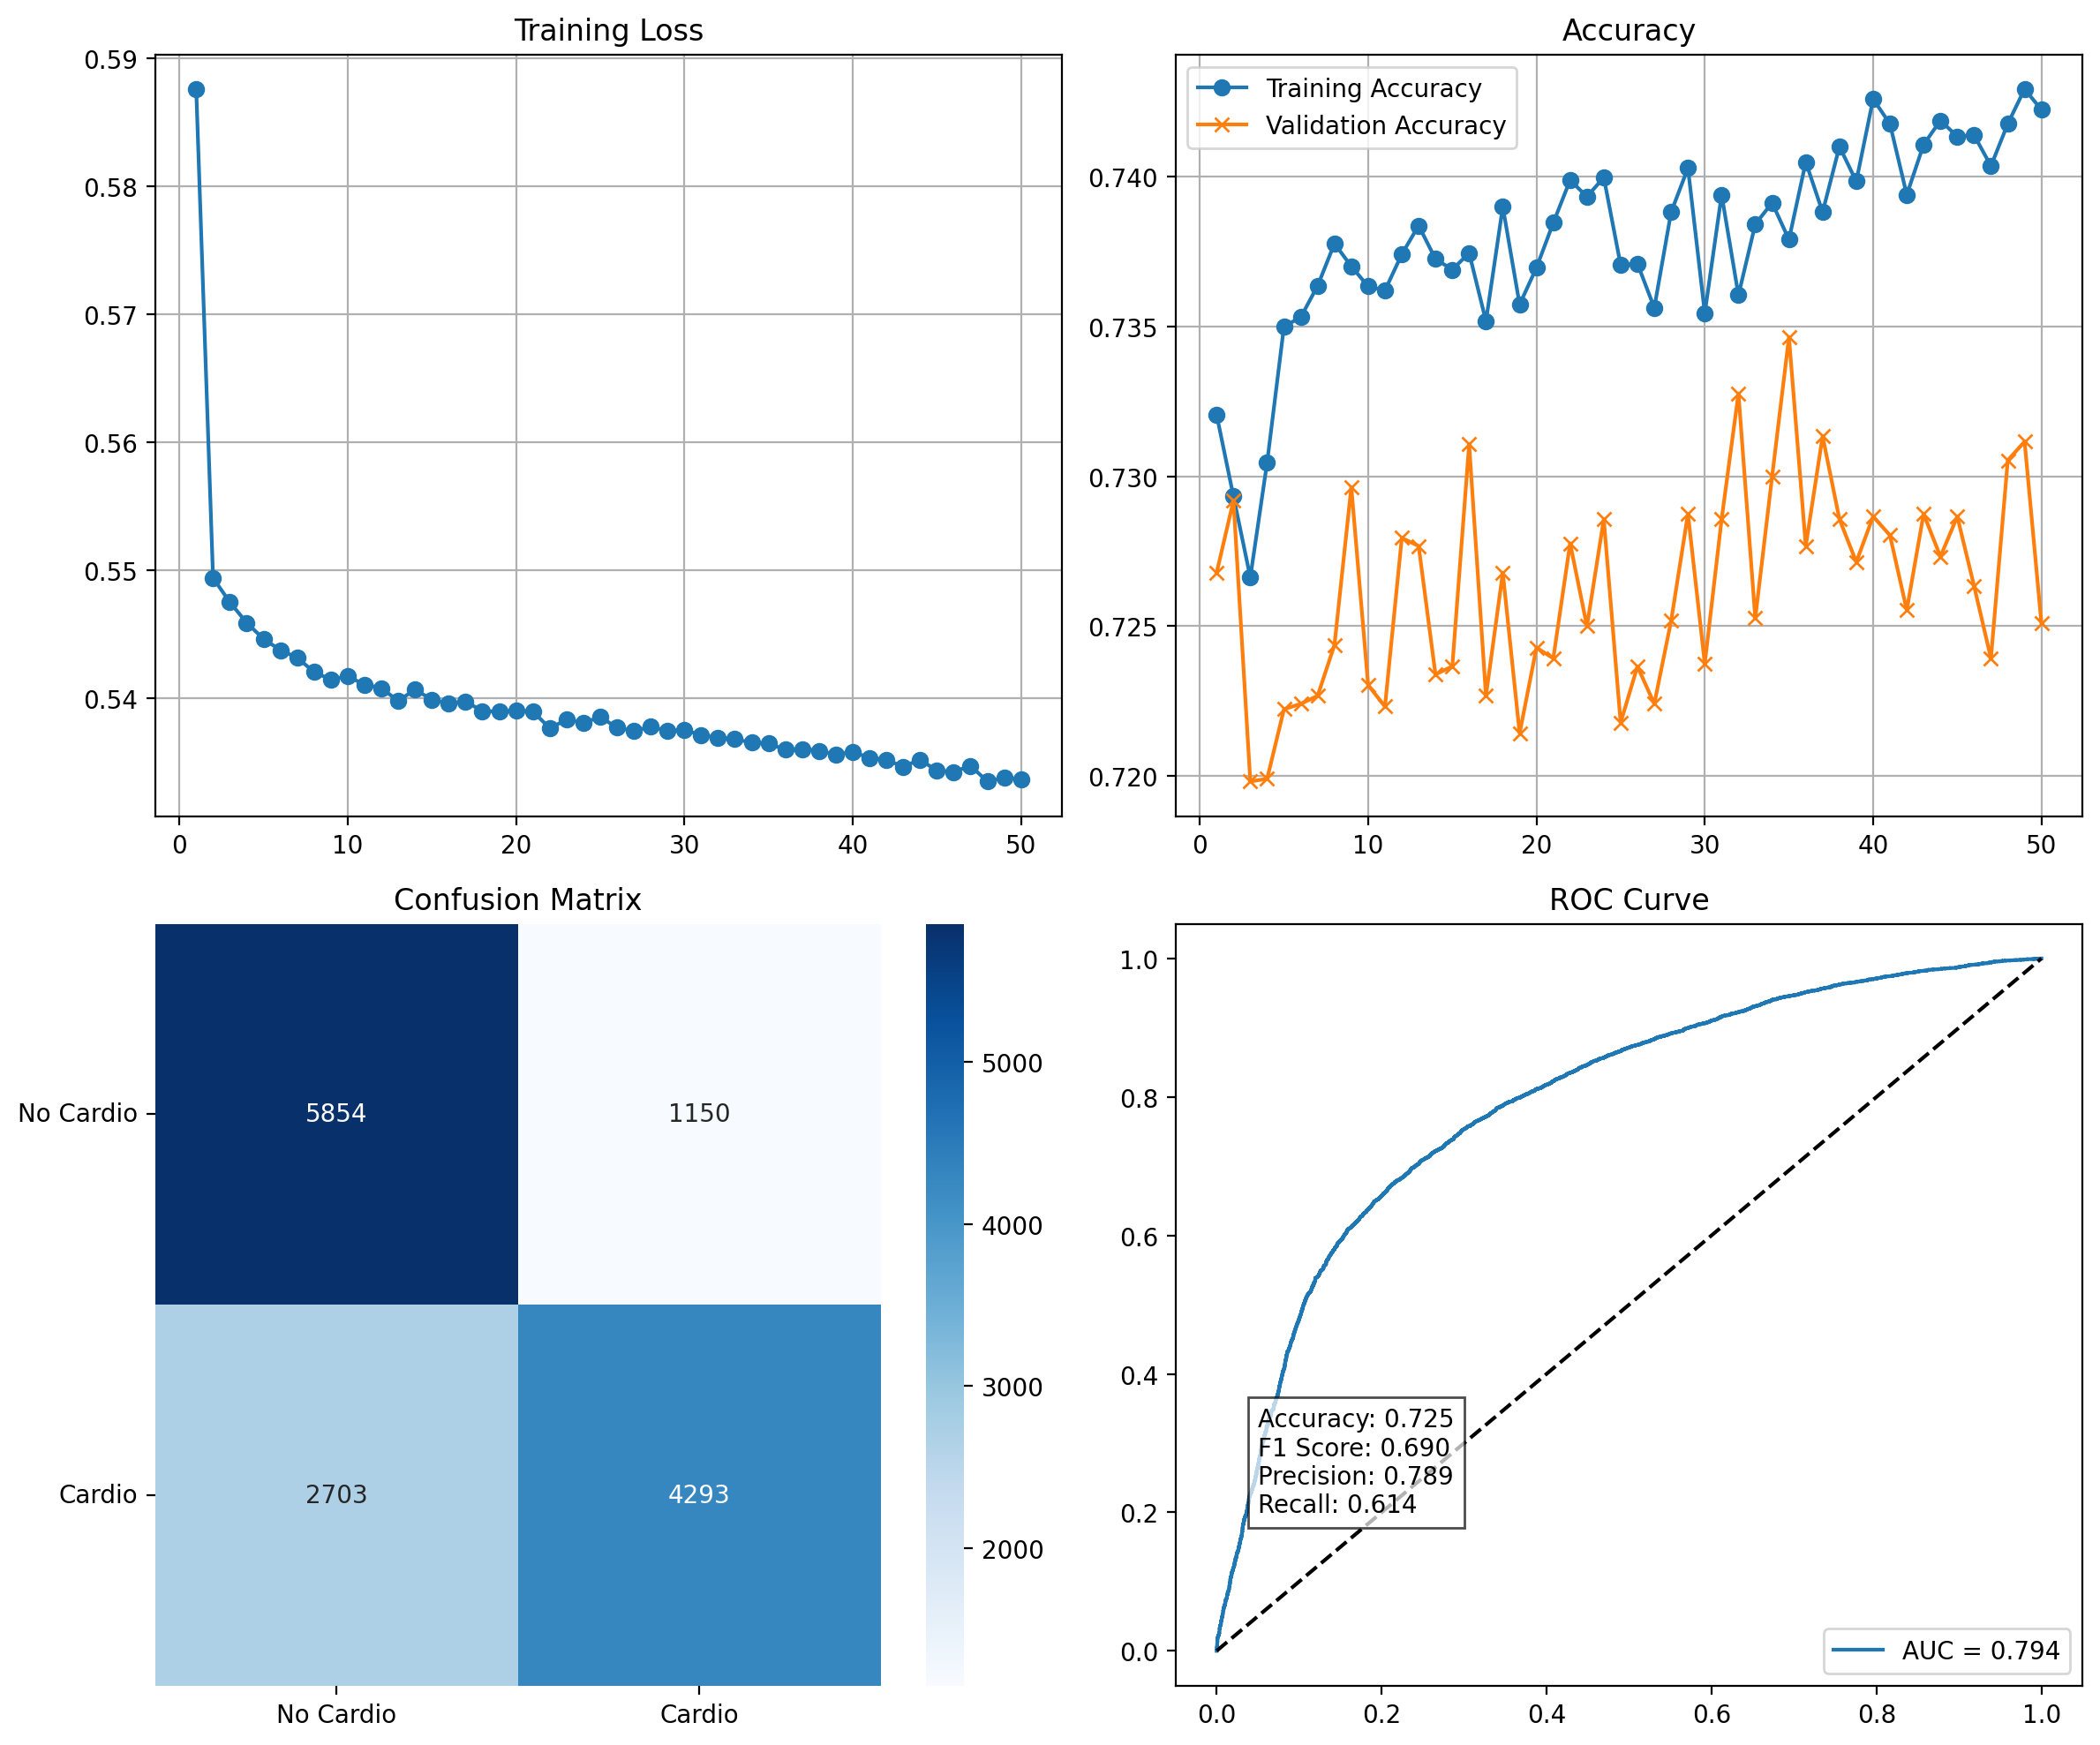 Training Loss
0.59
0.58
0.57
0.56
0.55
0.54
0
10
20
30
40
50
Accuracy
Training Accuracy
Validation Accuracy
0.740
0.735
0.730
0.725
0.720
0
10
20
30
40
50
Confusion Matrix
No Cardio
5854
1150
Cardio
2703
4293
No Cardio
Cardio
5000
4000
3000
2000
ROC Curve
1.0
0.8
0.6
0.4
0.2
0.0
Accuracy: 0.725
F1 Score: 0.690
Precision: 0.789
Recall: 0.614
AUC = 0.794
0.0
0.2
0.4
0.6
0.8
1.0